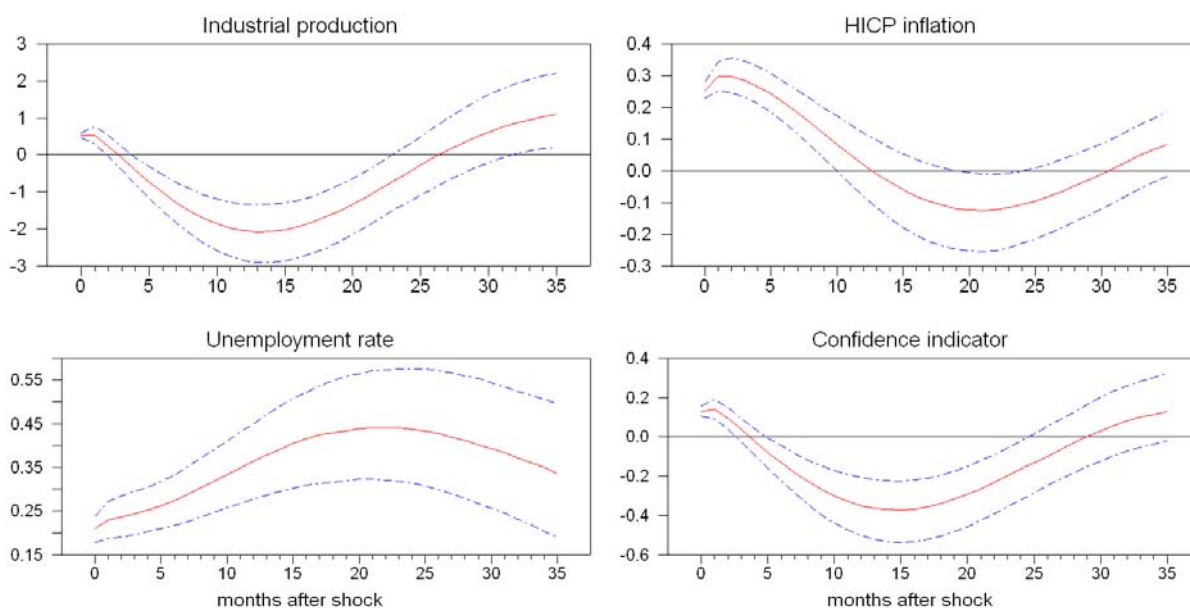 Industrial production
3
2
1
0
-1
-2
-3
0 5 10 15 20 25 30 35
HICP inflation
0.4
0.3
0.2
0.1
0.0
-0.1
-0.2
-0.3
0 5 10 15 20 25 30 35
Unemployment rate
0.55
0.45
0.35
0.25
0.15
0 5 10 15 20 25 30 35
months after shock
Confidence indicator
0.4
0.2
0.0
-0.2
-0.4
-0.6
0 5 10 15 20 25 30 35
months after shock